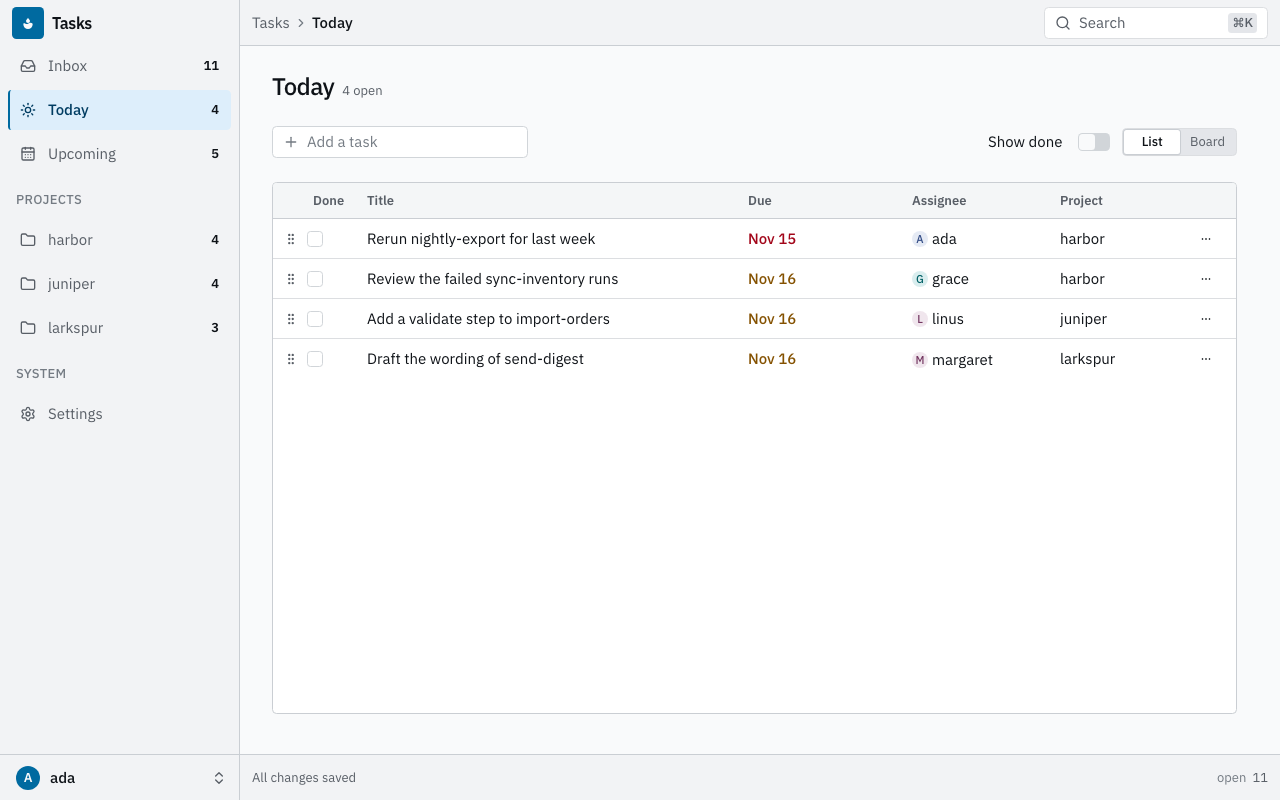 Tasks
Inbox 11
Today 4
Upcoming 5
PROJECTS
harbor 4
juniper 4
larkspur 3
SYSTEM
Settings
A ada
Tasks > Today
Search ⌘K
Today 4 open
+ Add a task
Show done
List Board
Done Title Due Assignee Project
Rerun nightly-export for last week Nov 15 A ada harbor ...
Review the failed sync-inventory runs Nov 16 G grace harbor ...
Add a validate step to import-orders Nov 16 L linus juniper ...
Draft the wording of send-digest Nov 16 M margaret larkspur ...
All changes saved
open 11